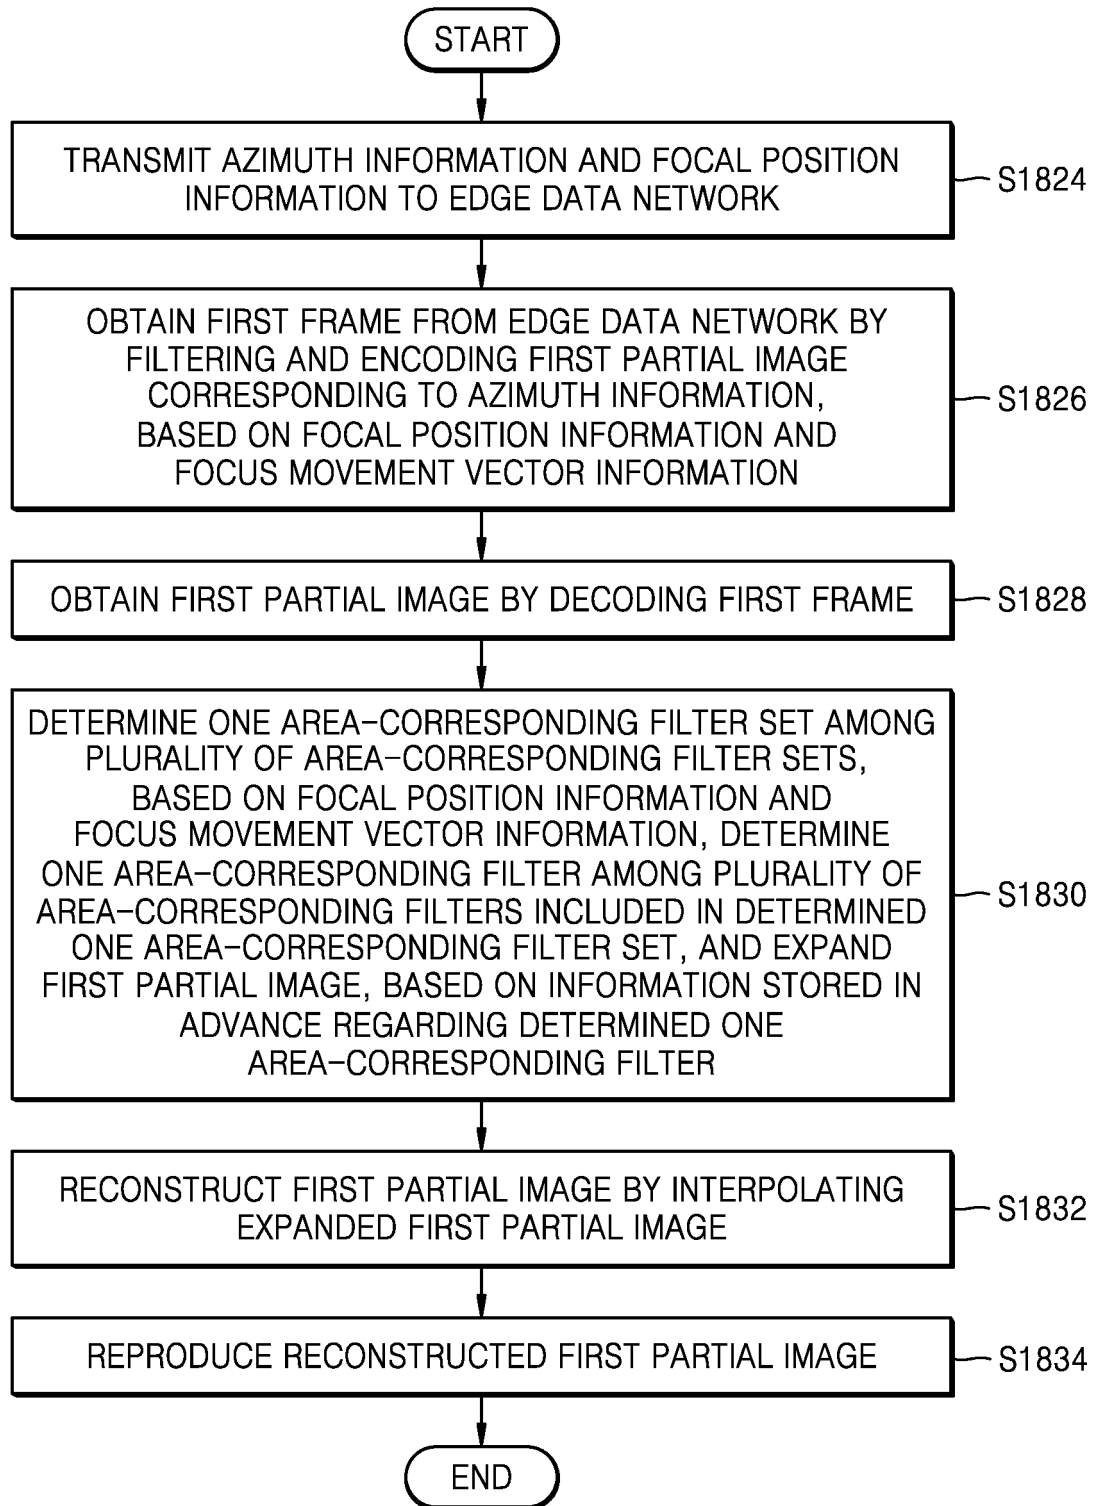 START
TRANSMIT AZIMUTH INFORMATION AND FOCAL POSITION
INFORMATION TO EDGE DATA NETWORK
S1824
OBTAIN FIRST FRAME FROM EDGE DATA NETWORK BY
FILTERING AND ENCODING FIRST PARTIAL IMAGE
CORRESPONDING TO AZIMUTH INFORMATION,
BASED ON FOCAL POSITION INFORMATION AND
FOCUS MOVEMENT VECTOR INFORMATION
S1826
OBTAIN FIRST PARTIAL IMAGE BY DECODING FIRST FRAME
S1828
DETERMINE ONE AREA-CORRESPONDING FILTER SET AMONG
PLURALITY OF AREA-CORRESPONDING FILTER SETS,
BASED ON FOCAL POSITION INFORMATION AND
FOCUS MOVEMENT VECTOR INFORMATION, DETERMINE
ONE AREA-CORRESPONDING FILTER AMONG PLURALITY OF
AREA-CORRESPONDING FILTERS INCLUDED IN DETERMINED
ONE AREA-CORRESPONDING FILTER SET, AND EXPAND
FIRST PARTIAL IMAGE, BASED ON INFORMATION STORED IN
ADVANCE REGARDING DETERMINED ONE
AREA-CORRESPONDING FILTER
S1830
RECONSTRUCT FIRST PARTIAL IMAGE BY INTERPOLATING
EXPANDED FIRST PARTIAL IMAGE
S1832
REPRODUCE RECONSTRUCTED FIRST PARTIAL IMAGE
S1834
END